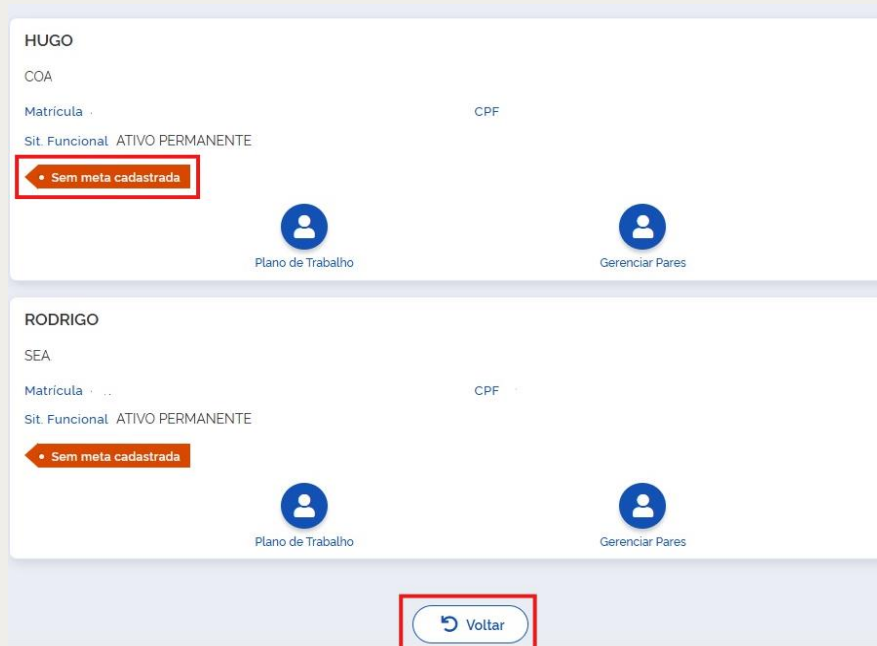 HUGO
COA
Matrícula CPF
Sit. Funcional ATIVO PERMANENTE
Sem meta cadastrada
Plano de Trabalho Gerenciar Pares
RODRIGO
SEA
Matrícula CPF
Sit. Funcional ATIVO PERMANENTE
Sem meta cadastrada
Plano de Trabalho Gerenciar Pares
Voltar